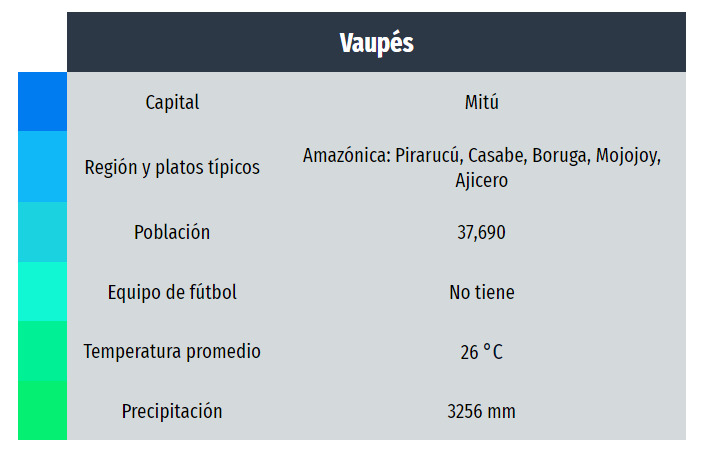 Vaupés
Capital Mitú
Región y platos típicos Amazónica: Pirarucú, Casabe, Boruga, Mojojoy,
Ajicero
Población 37,690
Equipo de fútbol No tiene
Temperatura promedio 26 °C
Precipitación 3256 mm